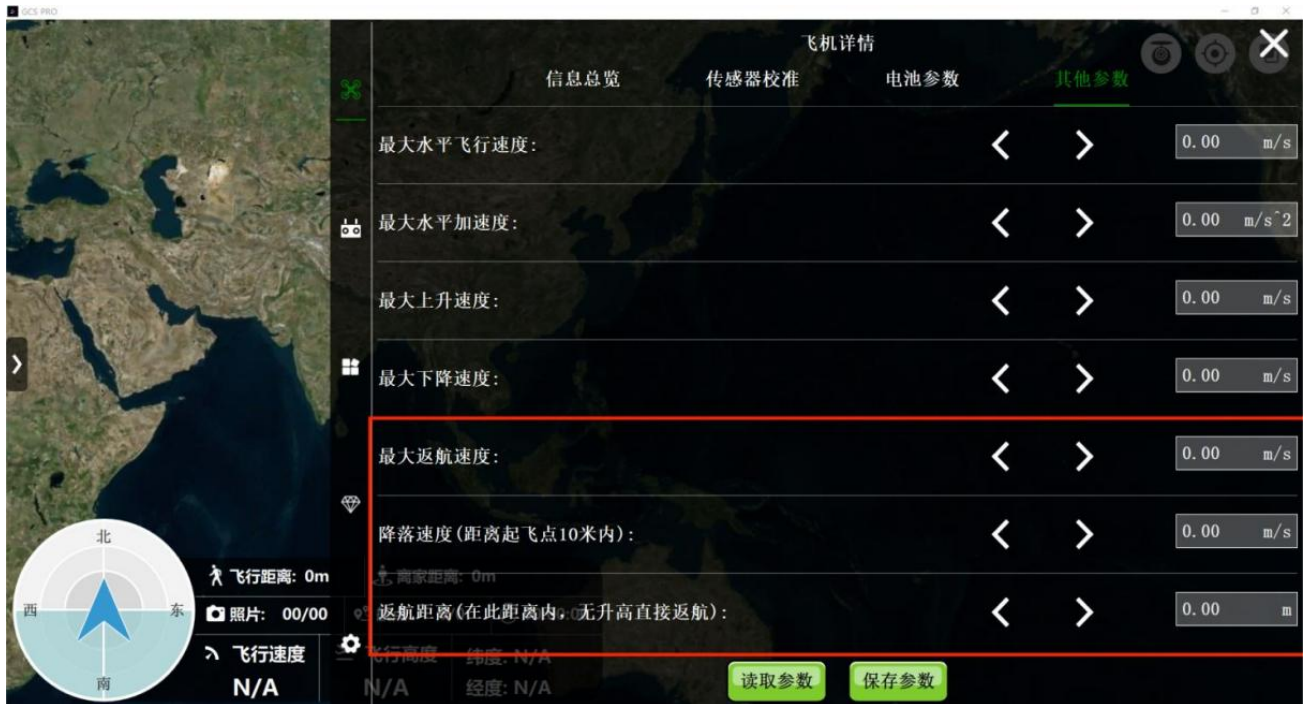 GCS PRO
飞机详情
信息总览 传感器校准 电池参数 其他参数
最大水平飞行速度: 0.00 m/s
最大水平加速度: 0.00 m/s^2
最大上升速度: 0.00 m/s
最大下降速度: 0.00 m/s
最大返航速度: 0.00 m/s
降落速度(距离起飞点10米内): 0.00 m/s
返航距离(在此距离内，无升高直接返航): 0.00 m
读取参数 保存参数
北
西 东
南
飞行距离: 0m 离家距离: 0m
照片: 00/00
飞行速度 飞行高度 纬度: N/A
N/A N/A 经度: N/A